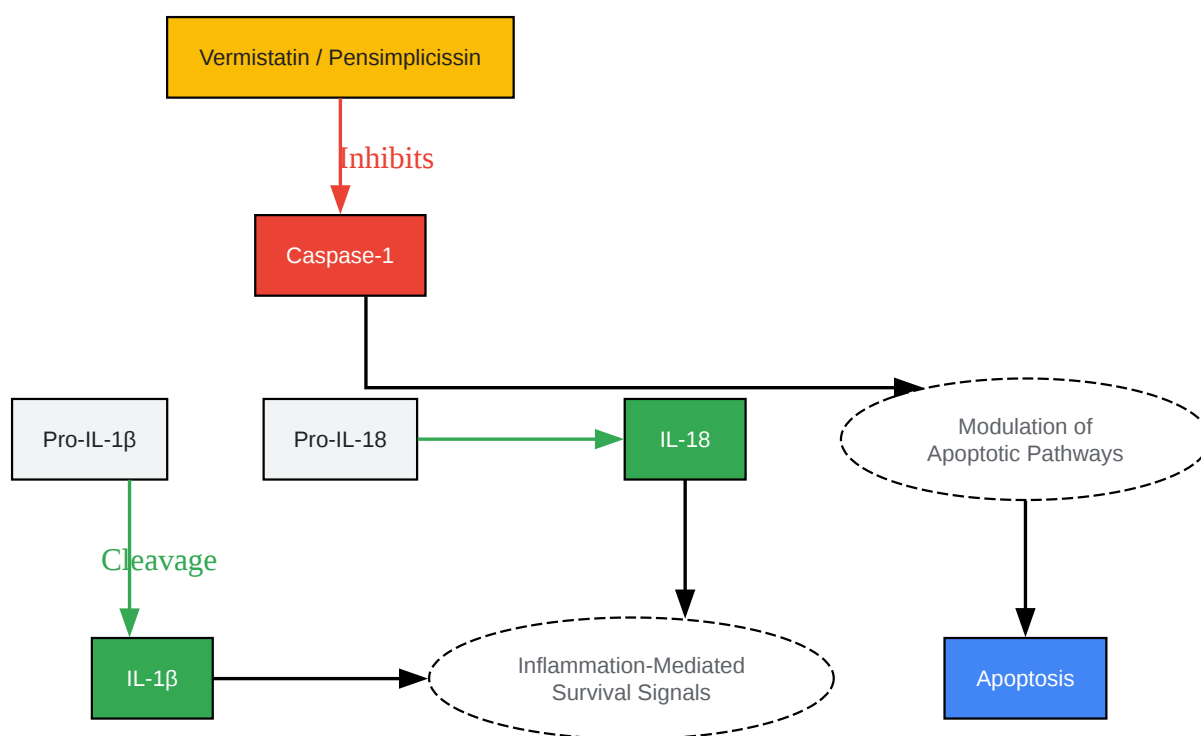 Vermistatin / Pensimplicissin
Inhibits
Caspase-1
Pro-IL-1β
Pro-IL-18
IL-18
Modulation of
Apoptotic Pathways
Cleavage
IL-1β
Inflammation-Mediated
Survival Signals
Apoptosis